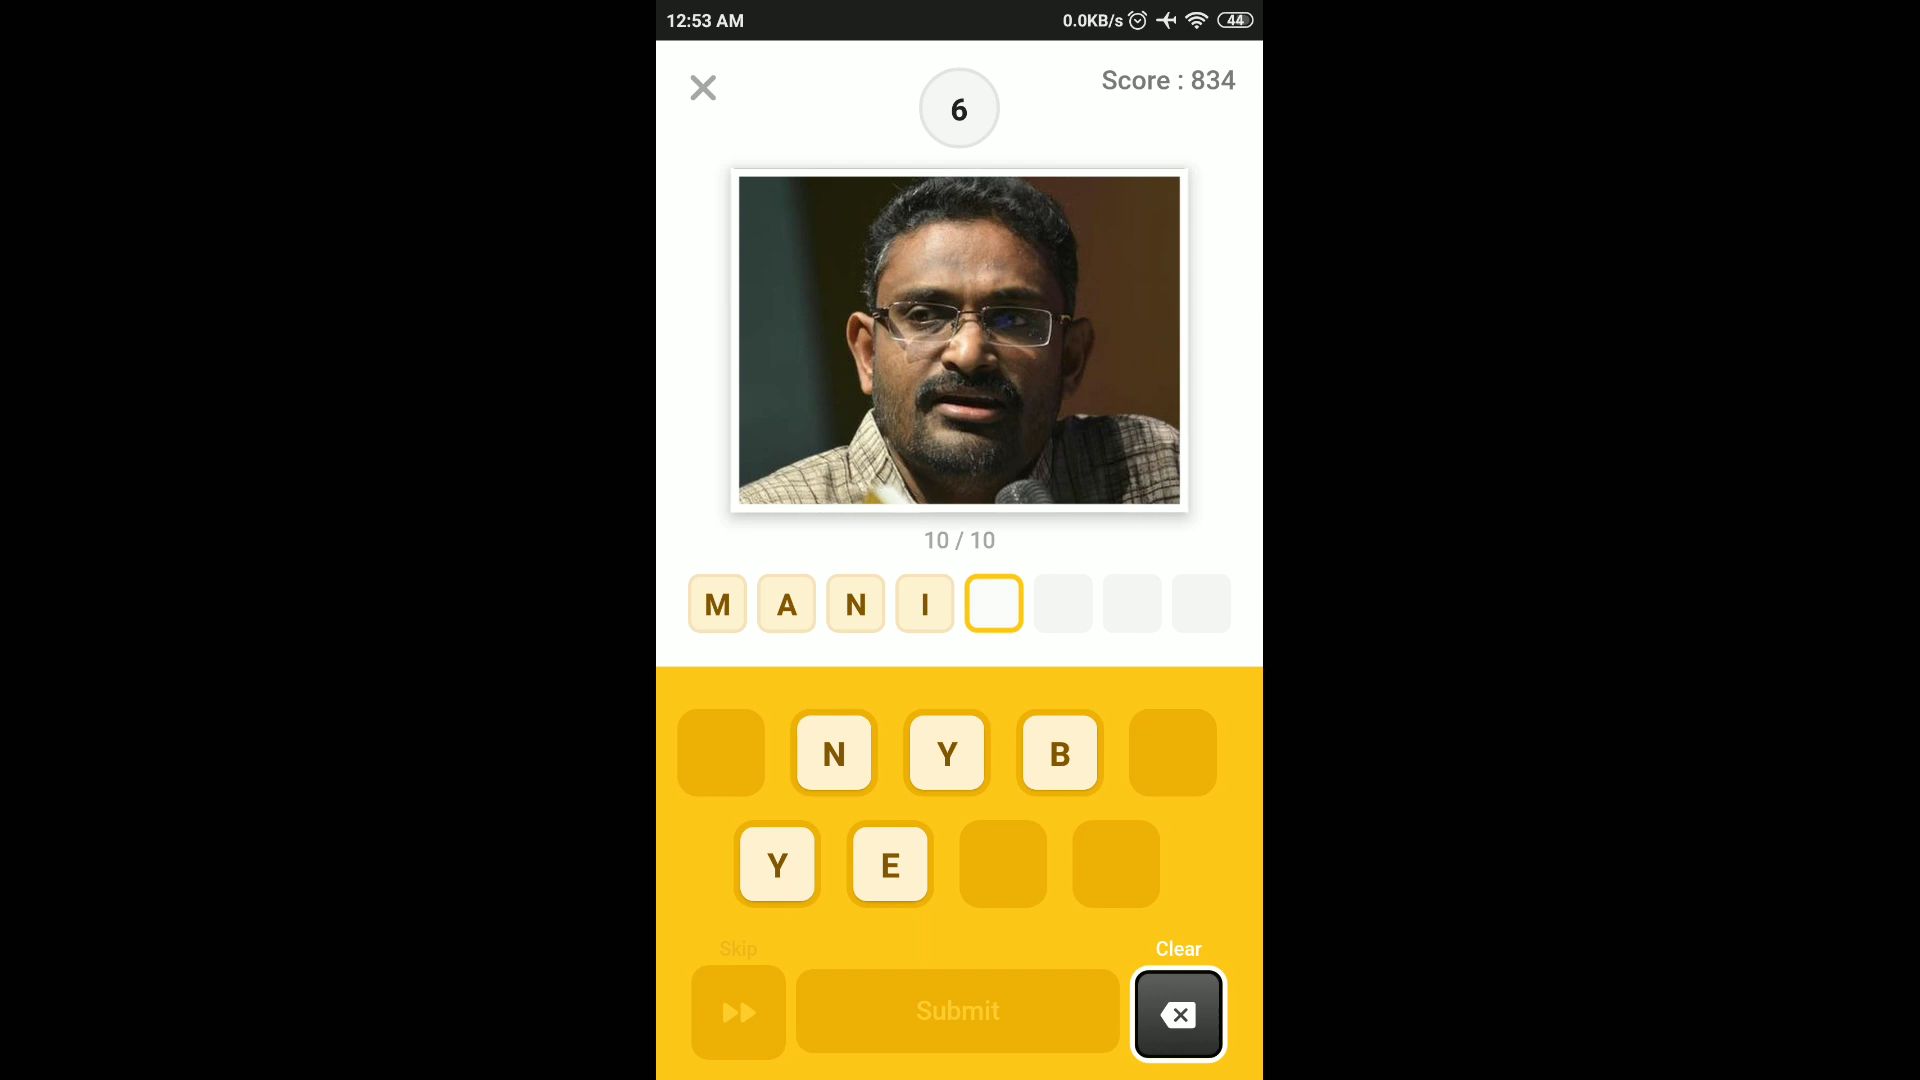 12:53 AM 0.0KB/s 44
6 Score : 834
10 / 10
M A N I
N Y B
Y E
Skip Clear
Submit